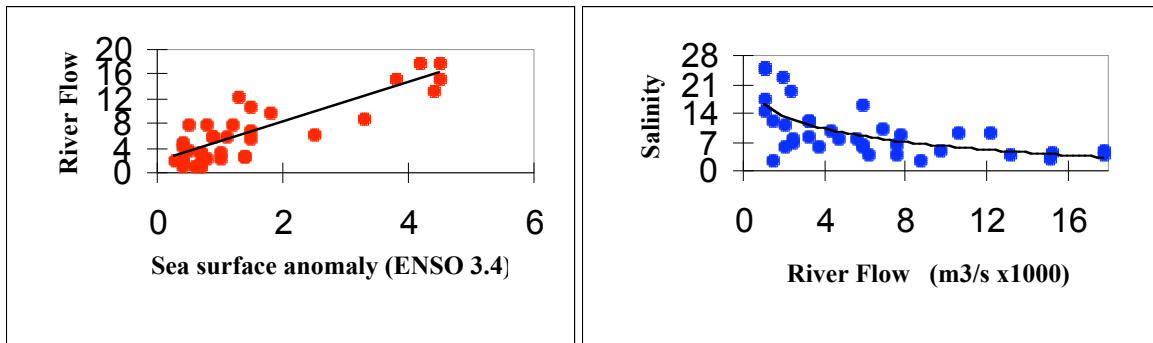 River Flow
20
16
12
8
4
0
0 2 4 6
Sea surface anomaly (ENSO 3.4)
Salinity
28
21
14
7
0
0 4 8 12 16
River Flow (m3/s x1000)